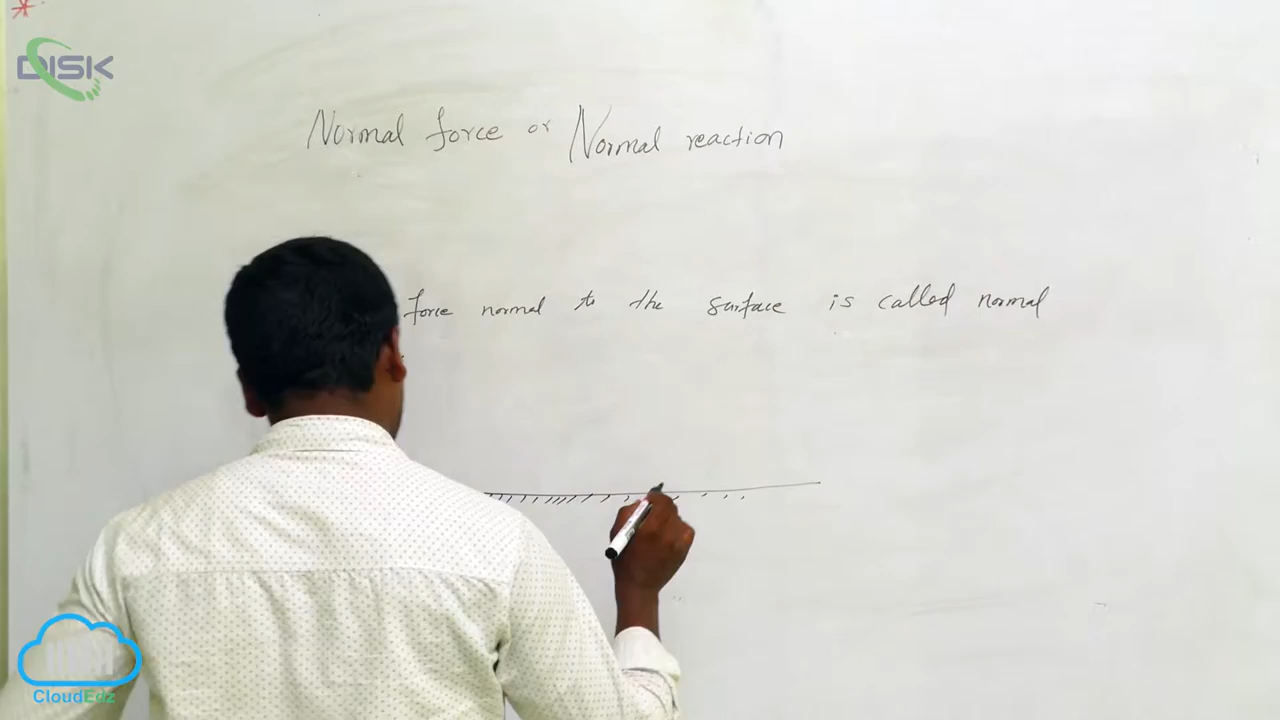 DISK
Normal force or Normal reaction
force normal to the surface is called normal
CloudEdz